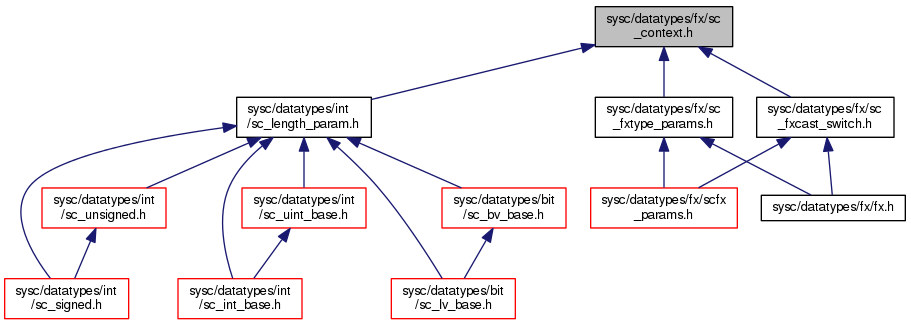 sysc/datatypes/fx/sc
_context.h
sysc/datatypes/int
/sc_length_param.h
sysc/datatypes/fx/sc
_fxtype_params.h
sysc/datatypes/fx/sc
_fxcast_switch.h
sysc/datatypes/int
/sc_unsigned.h
sysc/datatypes/int
/sc_uint_base.h
sysc/datatypes/bit
/sc_bv_base.h
sysc/datatypes/fx/scfx
_params.h
sysc/datatypes/fx/fx.h
sysc/datatypes/int
/sc_signed.h
sysc/datatypes/int
/sc_int_base.h
sysc/datatypes/bit
/sc_lv_base.h